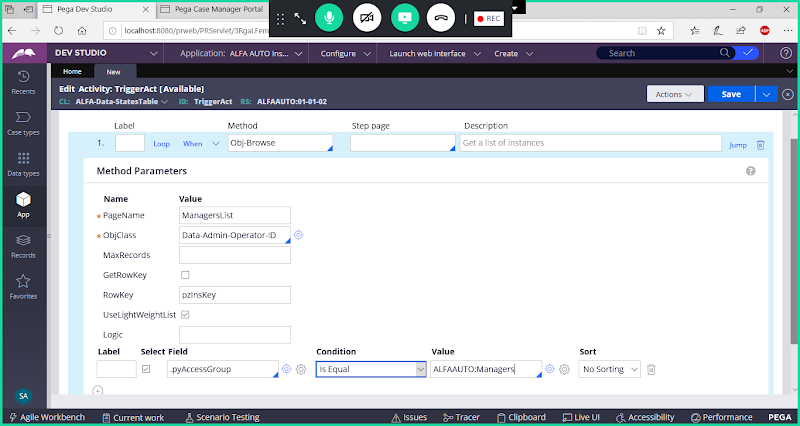 Pega Dev Studio
Pega Case Manager Portal
REC
localhost:8080/prweb/PRServlet/3RgaLFem
ABP
DEV STUDIO
Application: ALFA AUTO Ins...
Configure
Launch web interface
Create
Search
Home
New
Recents
Case types
Data types
App
Records
Favorites
SA
Edit Activity: TriggerAct [Available]
CL: ALFA-Data-StatesTable
ID: TriggerAct
RS: ALFAAUTO:01-01-02
Actions
Save
Label
Method
Step page
Description
1.
Loop
When
Obj-Browse
Get a list of instances
Jump
Method Parameters
Name
Value
★ PageName
ManagersList
★ ObjClass
Data-Admin-Operator-ID
MaxRecords
GetRowKey
RowKey
pzInsKey
UseLightWeightList
Logic
Label
Select
Field
Condition
Value
Sort
.pyAccessGroup
Is Equal
ALFAAUTO:Managers
No Sorting
Agile Workbench
Current work
Scenario Testing
Issues
Tracer
Clipboard
Live UI
Accessibility
Performance
PEGA